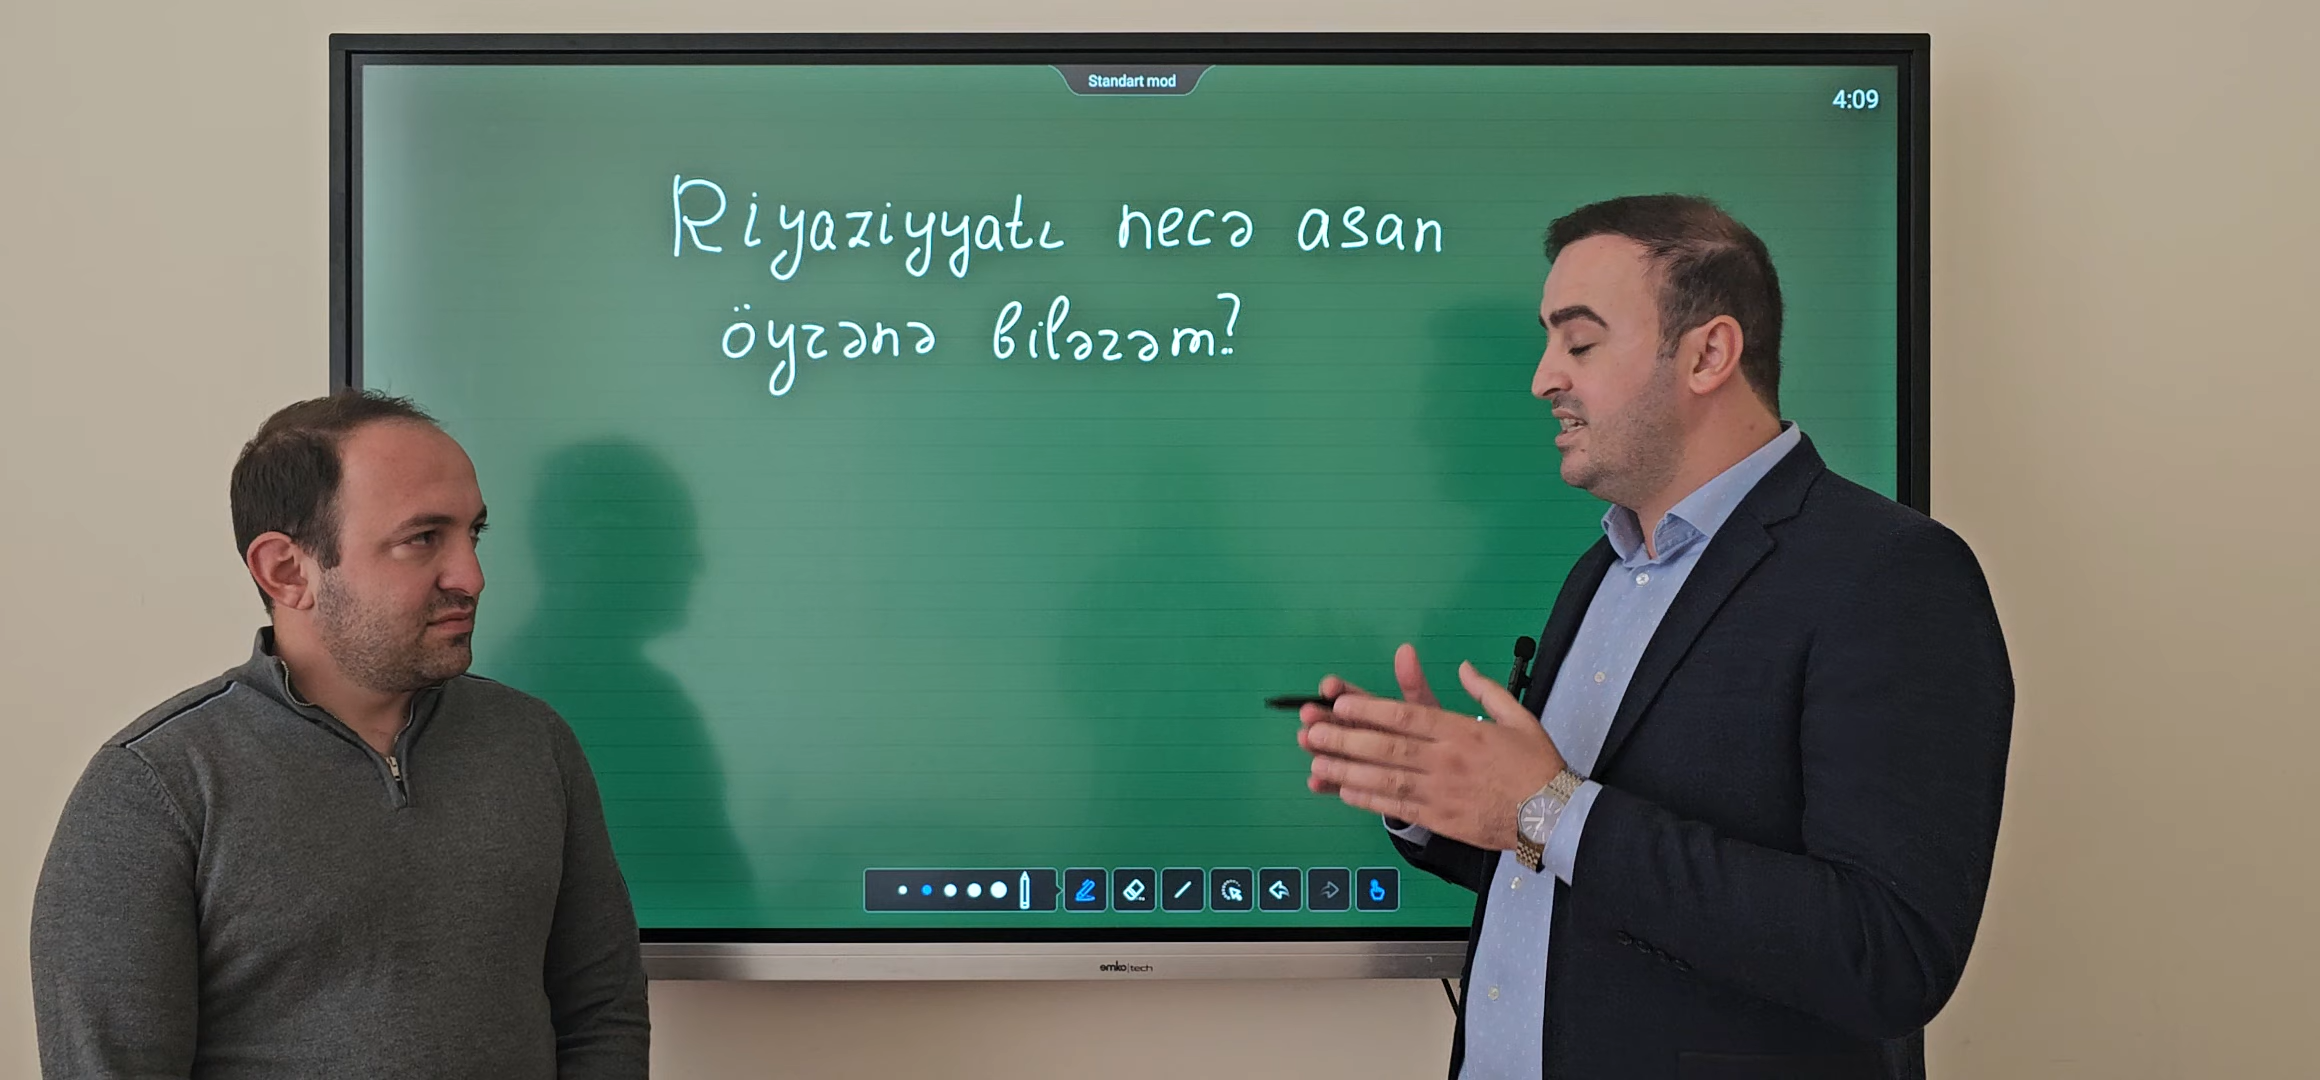 Standart mod
4:09
Riyaziyyatı necə asan
öyrənə bilərəm?
emko|tech